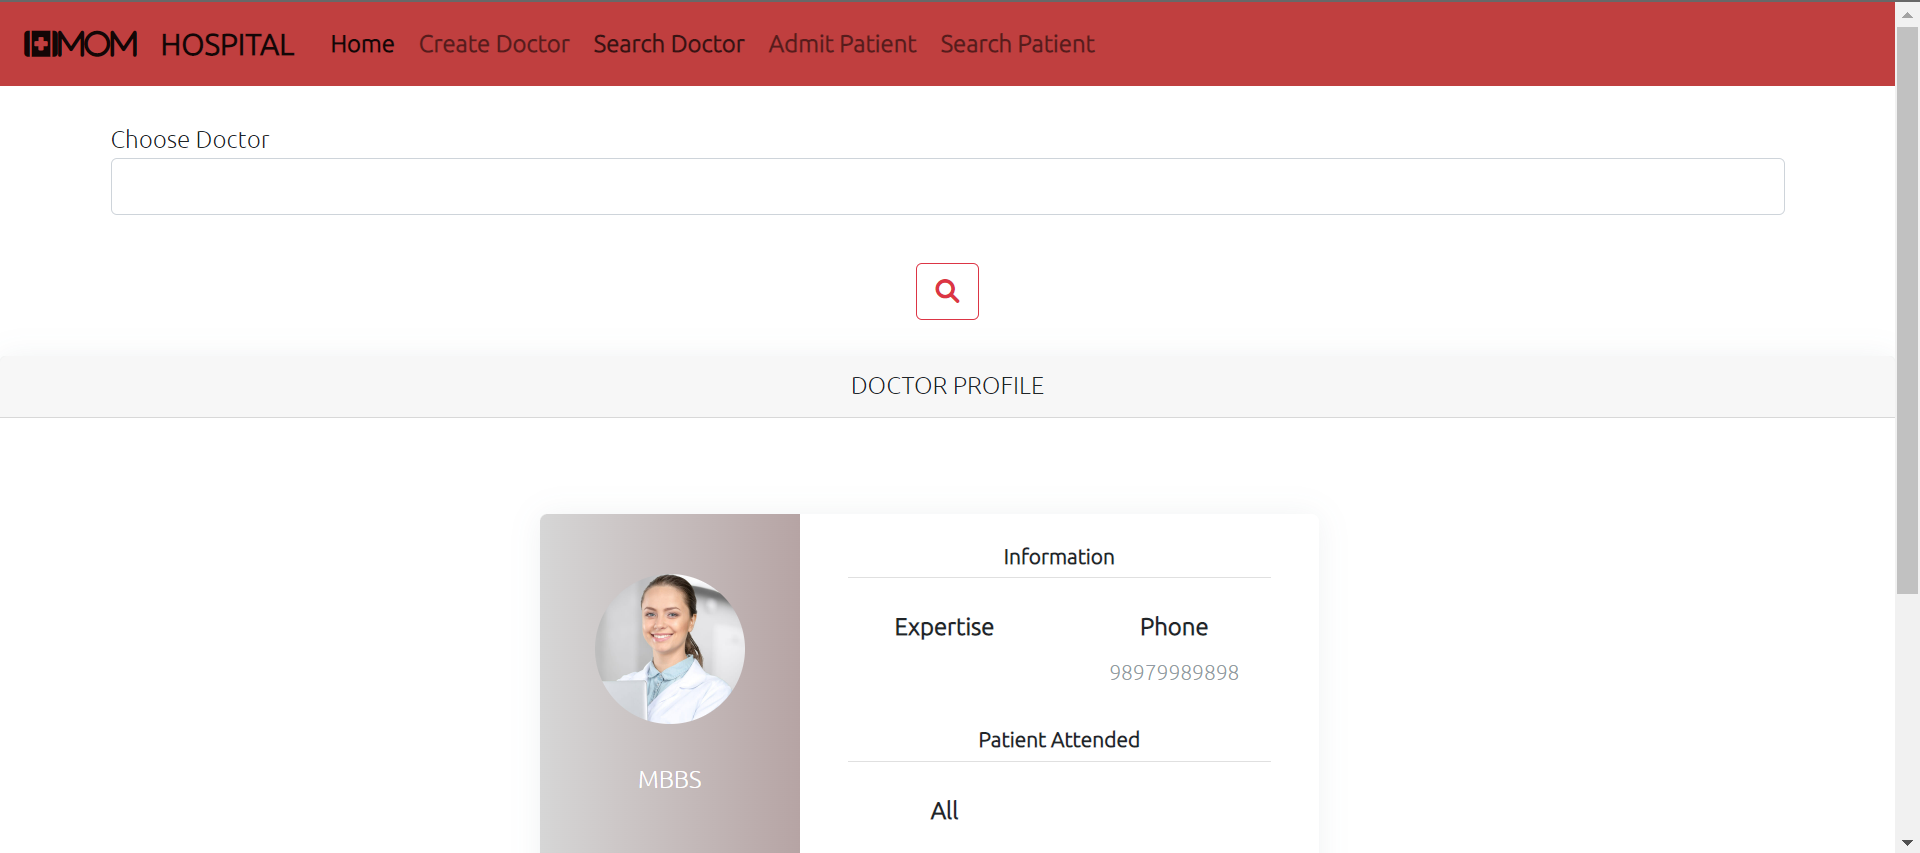 MOM HOSPITAL Home Create Doctor Search Doctor Admit Patient Search Patient
Choose Doctor
DOCTOR PROFILE
Information
Expertise Phone
98979989898
Patient Attended
MBBS
All